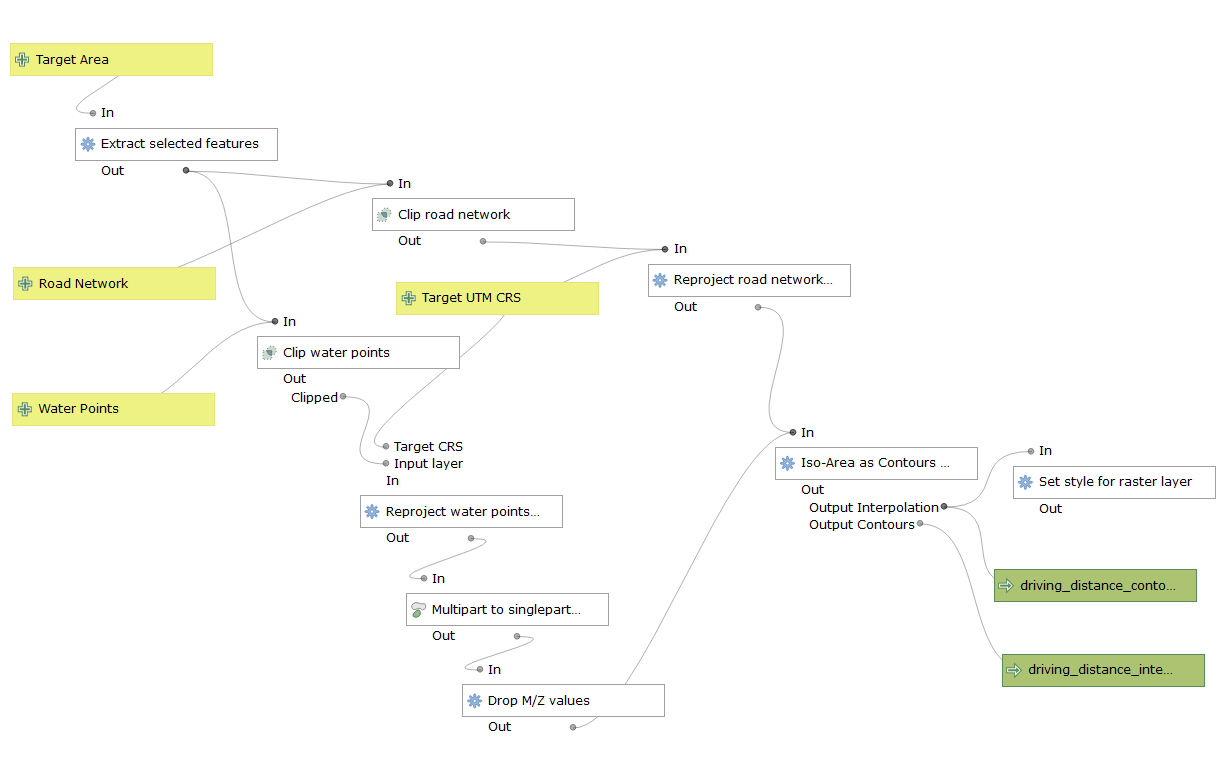 Target Area
In
Extract selected features
Out
In
Clip road network
Out
In
Reproject road network...
Out
Road Network
Target UTM CRS
In
Clip water points
Out
Clipped
Water Points
Target CRS
Input layer
In
Reproject water points...
Out
In
Multipart to singlepart...
Out
In
Drop M/Z values
Out
In
Iso-Area as Contours ...
Out
Output Interpolation
Output Contours
In
Set style for raster layer
Out
driving_distance_conto...
driving_distance_inte...